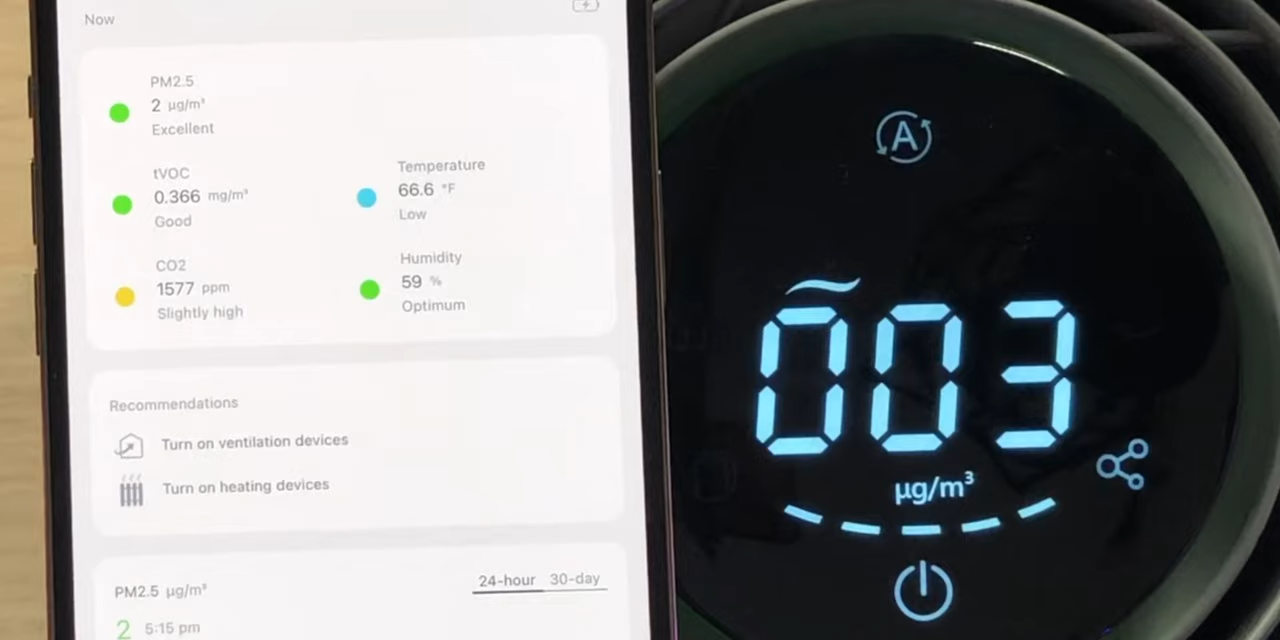 Now
PM2.5
2 µg/m³
Excellent
tVOC
0.366 mg/m³
Good
Temperature
66.6 °F
Low
CO2
1577 ppm
Slightly high
Humidity
59 %
Optimum
Recommendations
Turn on ventilation devices
Turn on heating devices
PM2.5 µg/m³
24-hour 30-day
2 5:15 pm
A
003
µg/m³